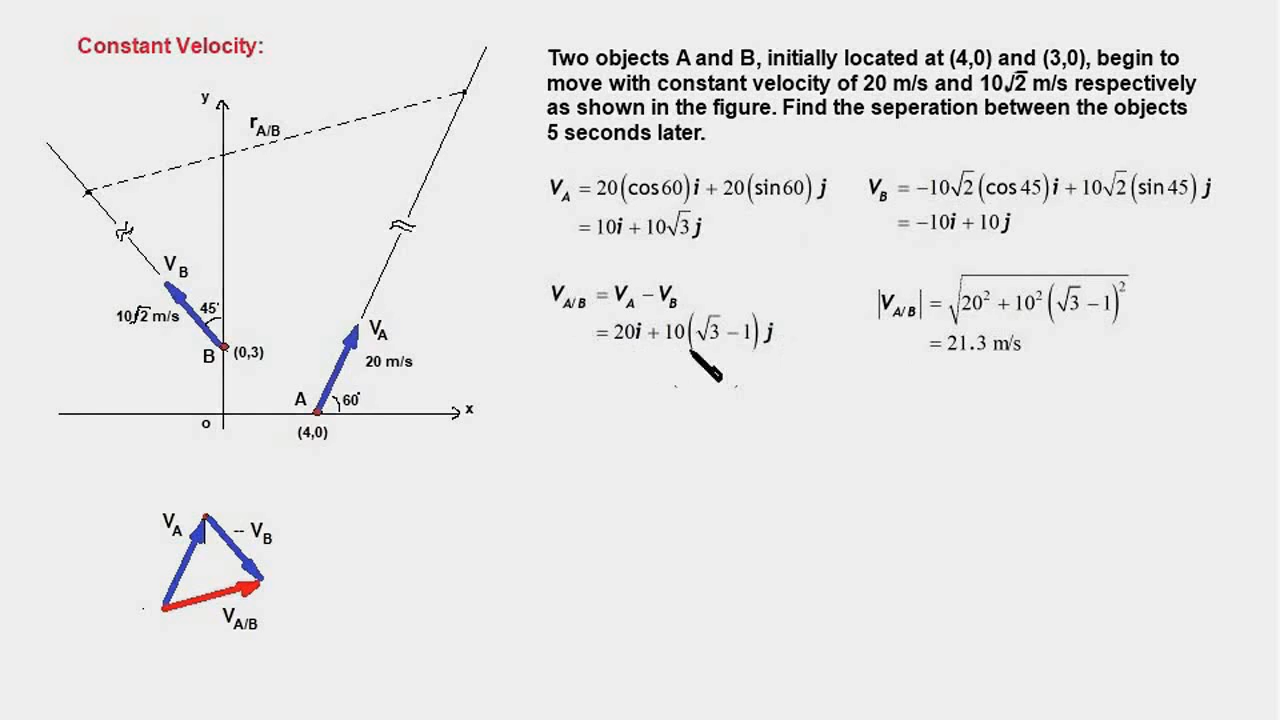 Constant Velocity:
Two objects A and B, initially located at (4,0) and (3,0), begin to
move with constant velocity of 20 m/s and 10√2 m/s respectively
as shown in the figure. Find the seperation between the objects
5 seconds later.
V_A = 20(cos60)i + 20(sin60)j
= 10i + 10√3j
V_B = -10√2(cos45)i + 10√2(sin45)j
= -10i + 10j
V_A/B = V_A - V_B
= 20i + 10(√3 - 1)j
|V_A/B| = √(20² + 10²(√3 - 1)²)
= 21.3 m/s
y
r_A/B
V_B
45°
10√2 m/s
B
(0,3)
V_A
20 m/s
A
60°
x
o
(4,0)
V_A
-- V_B
V_A/B